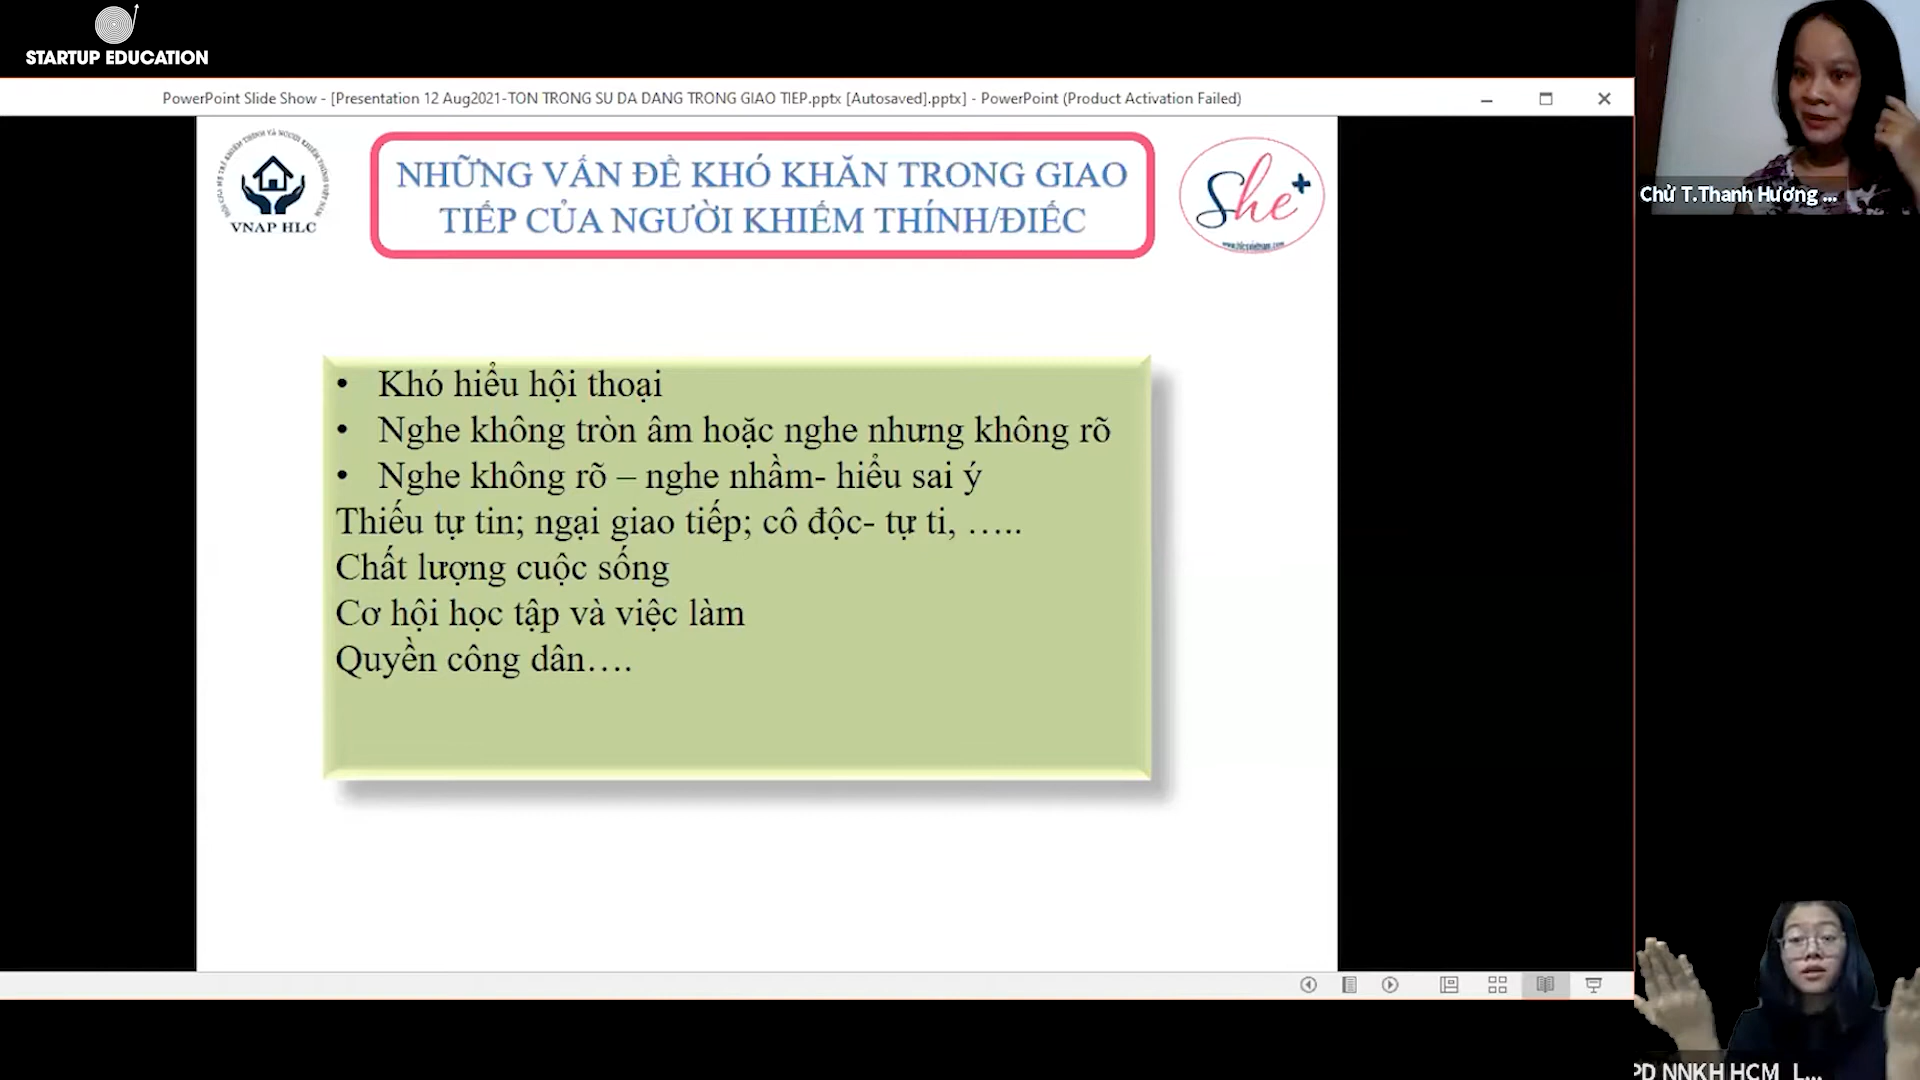 STARTUP EDUCATION
PowerPoint Slide Show - [Presentation 12 Aug2021-TON TRONG SU DA DANG TRONG GIAO TIEP.pptx [Autosaved].pptx] - PowerPoint (Product Activation Failed)
VNAP HLC
NHỮNG VẤN ĐỀ KHÓ KHĂN TRONG GIAO
TIẾP CỦA NGƯỜI KHIẾM THÍNH/ĐIẾC
She+
Chử T.Thanh Hương ...
• Khó hiểu hội thoại
• Nghe không tròn âm hoặc nghe nhưng không rõ
• Nghe không rõ – nghe nhầm- hiểu sai ý
Thiếu tự tin; ngại giao tiếp; cô độc- tự ti, …..
Chất lượng cuộc sống
Cơ hội học tập và việc làm
Quyền công dân….
PD NNKH HCM_L...